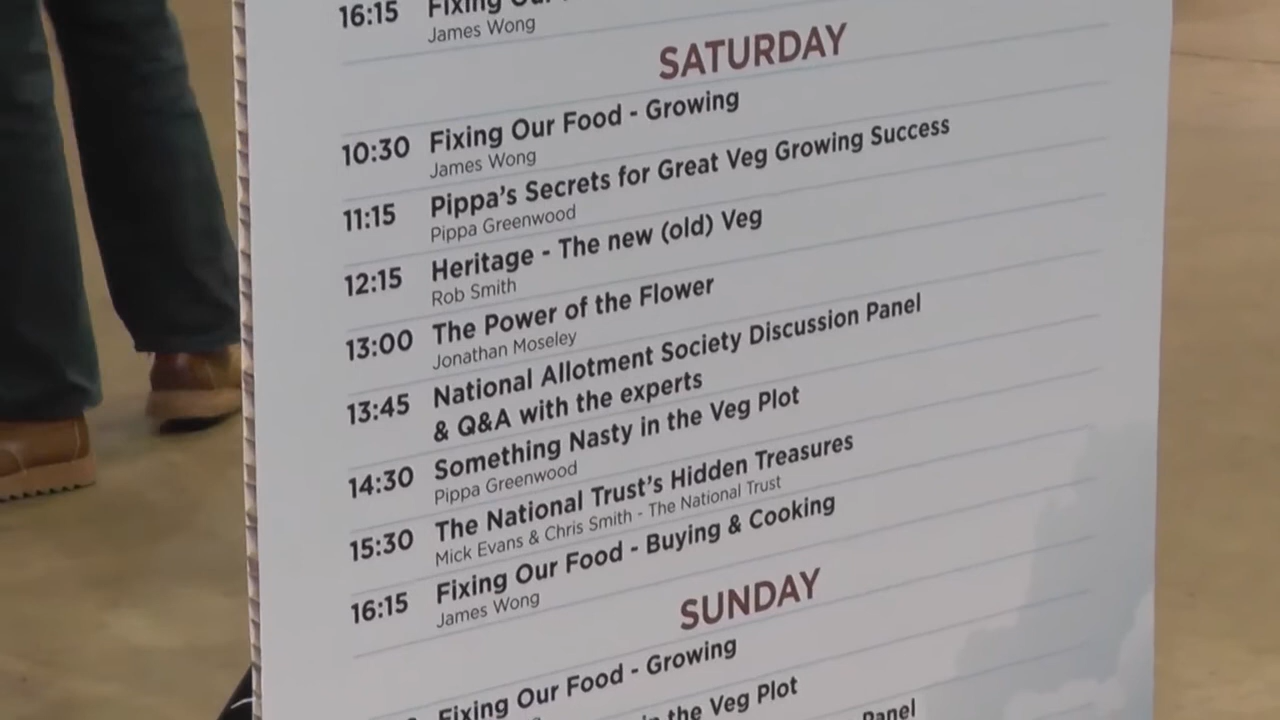 16:15 Fixing Our
James Wong
SATURDAY
10:30 Fixing Our Food - Growing
James Wong
11:15 Pippa's Secrets for Great Veg Growing Success
Pippa Greenwood
12:15 Heritage - The new (old) Veg
Rob Smith
13:00 The Power of the Flower
Jonathan Moseley
13:45 National Allotment Society Discussion Panel
& Q&A with the experts
14:30 Something Nasty in the Veg Plot
Pippa Greenwood
15:30 The National Trust's Hidden Treasures
Mick Evans & Chris Smith - The National Trust
16:15 Fixing Our Food - Buying & Cooking
James Wong
SUNDAY
Fixing Our Food - Growing
the Veg Plot
Panel